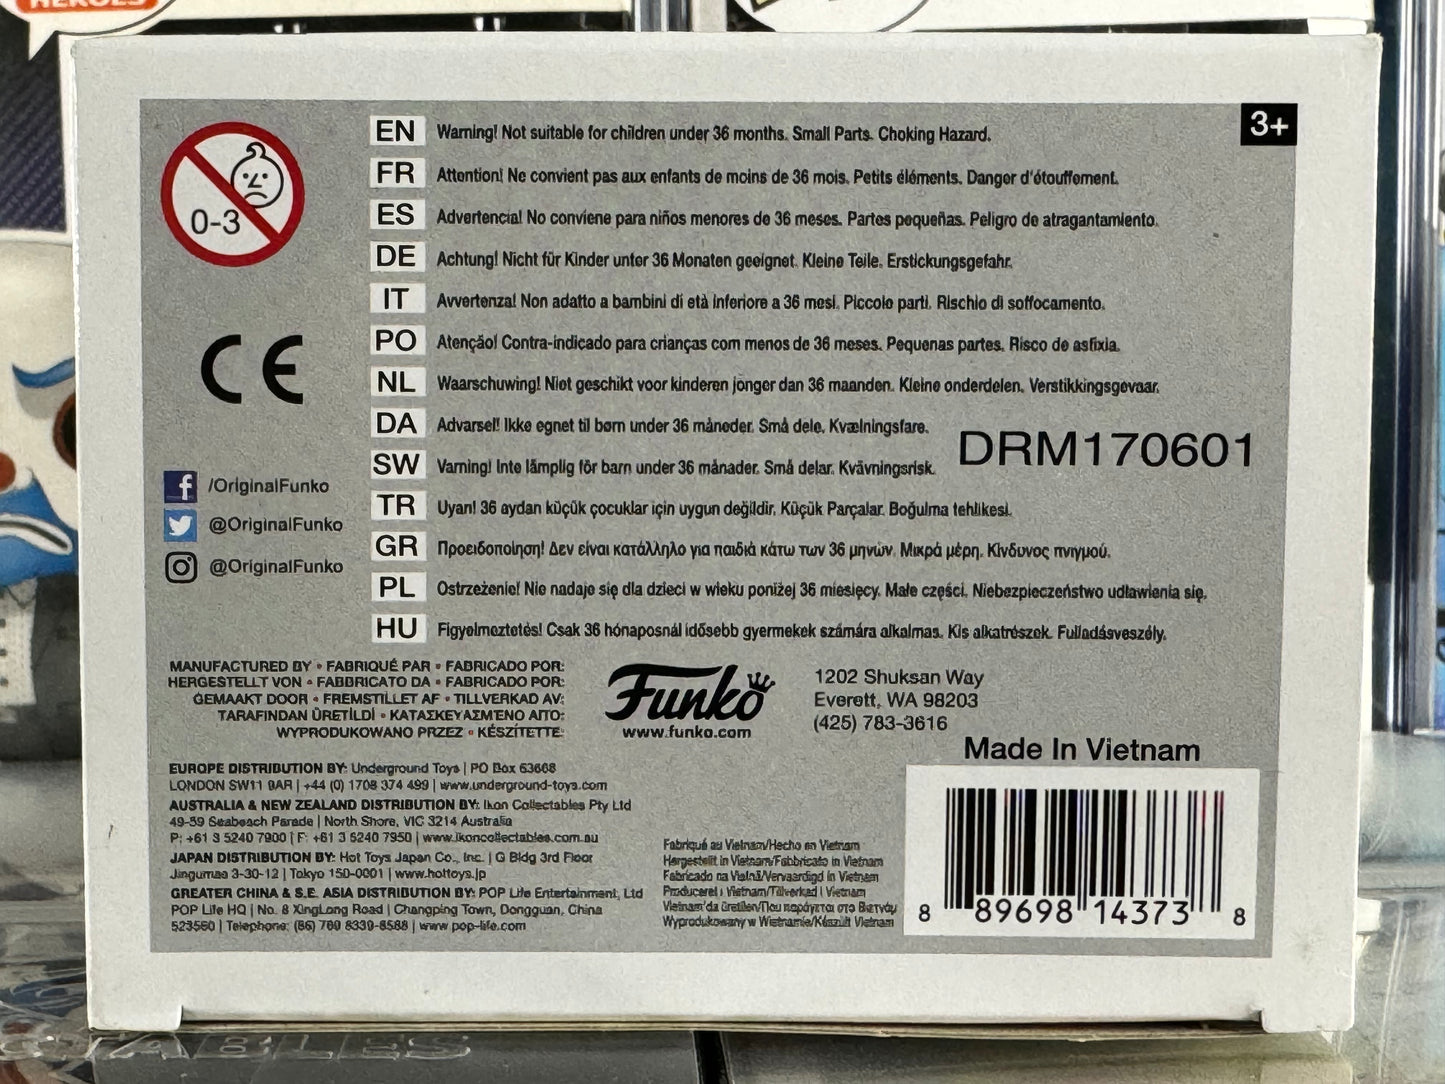 HEROES
3+
0-3
EN Warning! Not suitable for children under 36 months. Small Parts. Choking Hazard.
FR Attention! Ne convient pas aux enfants de moins de 36 mois. Petits éléments. Danger d'étouffement.
ES Advertencia! No conviene para niños menores de 36 meses. Partes pequeñas. Peligro de atragantamiento.
DE Achtung! Nicht für Kinder unter 36 Monaten geeignet. Kleine Teile. Erstickungsgefahr.
IT Avvertenza! Non adatto a bambini di età inferiore a 36 mesi. Piccole parti. Rischio di soffocamento.
PO Atenção! Contra-indicado para crianças com menos de 36 meses. Pequenas partes. Risco de asfixia.
NL Waarschuwing! Niet geschikt voor kinderen jonger dan 36 maanden. Kleine onderdelen. Verstikkingsgevaar.
DA Advarsel! Ikke egnet til børn under 36 måneder. Små dele. Kvælningsfare.
SW Varning! Inte lämplig för barn under 36 månader. Små delar. Kvävningsrisk.
TR Uyarı! 36 aydan küçük çocuklar için uygun değildir. Küçük Parçalar. Boğulma tehlikesi.
GR Προειδοποίηση! Δεν είναι κατάλληλο για παιδιά κάτω των 36 μηνών. Μικρά μέρη. Κίνδυνος πνιγμού.
PL Ostrzeżenie! Nie nadaje się dla dzieci w wieku poniżej 36 miesięcy. Małe części. Niebezpieczeństwo udławienia się.
HU Figyelmeztetés! Csak 36 hónaposnál idősebb gyermekek számára alkalmas. Kis alkatrészek. Fulladásveszély.
DRM170601
CE
/OriginalFunko
@OriginalFunko
@OriginalFunko
MANUFACTURED BY • FABRIQUÉ PAR • FABRICADO POR:
HERGESTELLT VON • FABBRICATO DA • FABRICADO POR:
GEMAAKT DOOR • FREMSTILLET AF • TILLVERKAD AV:
TARAFINDAN ÜRETİLDİ • ΚΑΤΑΣΚΕΥΑΣΜΕΝΟ ΑΠΟ:
WYPRODUKOWANO PRZEZ • KÉSZÍTETTE:
Funko
www.funko.com
1202 Shuksan Way
Everett, WA 98203
(425) 783-3616
Made In Vietnam
EUROPE DISTRIBUTION BY: Underground Toys | PO Box 63668
LONDON SW11 9AR | +44 (0) 1708 374 499 | www.underground-toys.com
AUSTRALIA & NEW ZEALAND DISTRIBUTION BY: Ikon Collectables Pty Ltd
49-39 Seabeach Parade | North Shore, VIC 3214 Australia
P: +61 3 5240 7900 | F: +61 3 5240 7950 | www.ikoncollectables.com.au
JAPAN DISTRIBUTION BY: Hot Toys Japan Co., Inc. | G Bldg 3rd Floor
Jingumae 3-30-12 | Tokyo 150-0001 | www.hottoys.jp
GREATER CHINA & S.E. ASIA DISTRIBUTION BY: POP Life Entertainment, Ltd
POP Life HQ | No. 8 XingLong Road | Changping Town, Dongguan, China
523560 | Telephone: (86) 769 8339-8588 | www.pop-life.com
Fabriqué au Vietnam/Hecho en Vietnam
Hergestellt in Vietnam/Fabbricato in Vietnam
Fabricado na Vietnã/Vervaardigd in Vietnam
Produceret i Vietnam/Tillverkad i Vietnam
Vietnam'da üretilen/Που παράγεται στο Βιετνάμ
Wyprodukowany w Wietnamie/Készült Vietnam
8 89698 14373 8